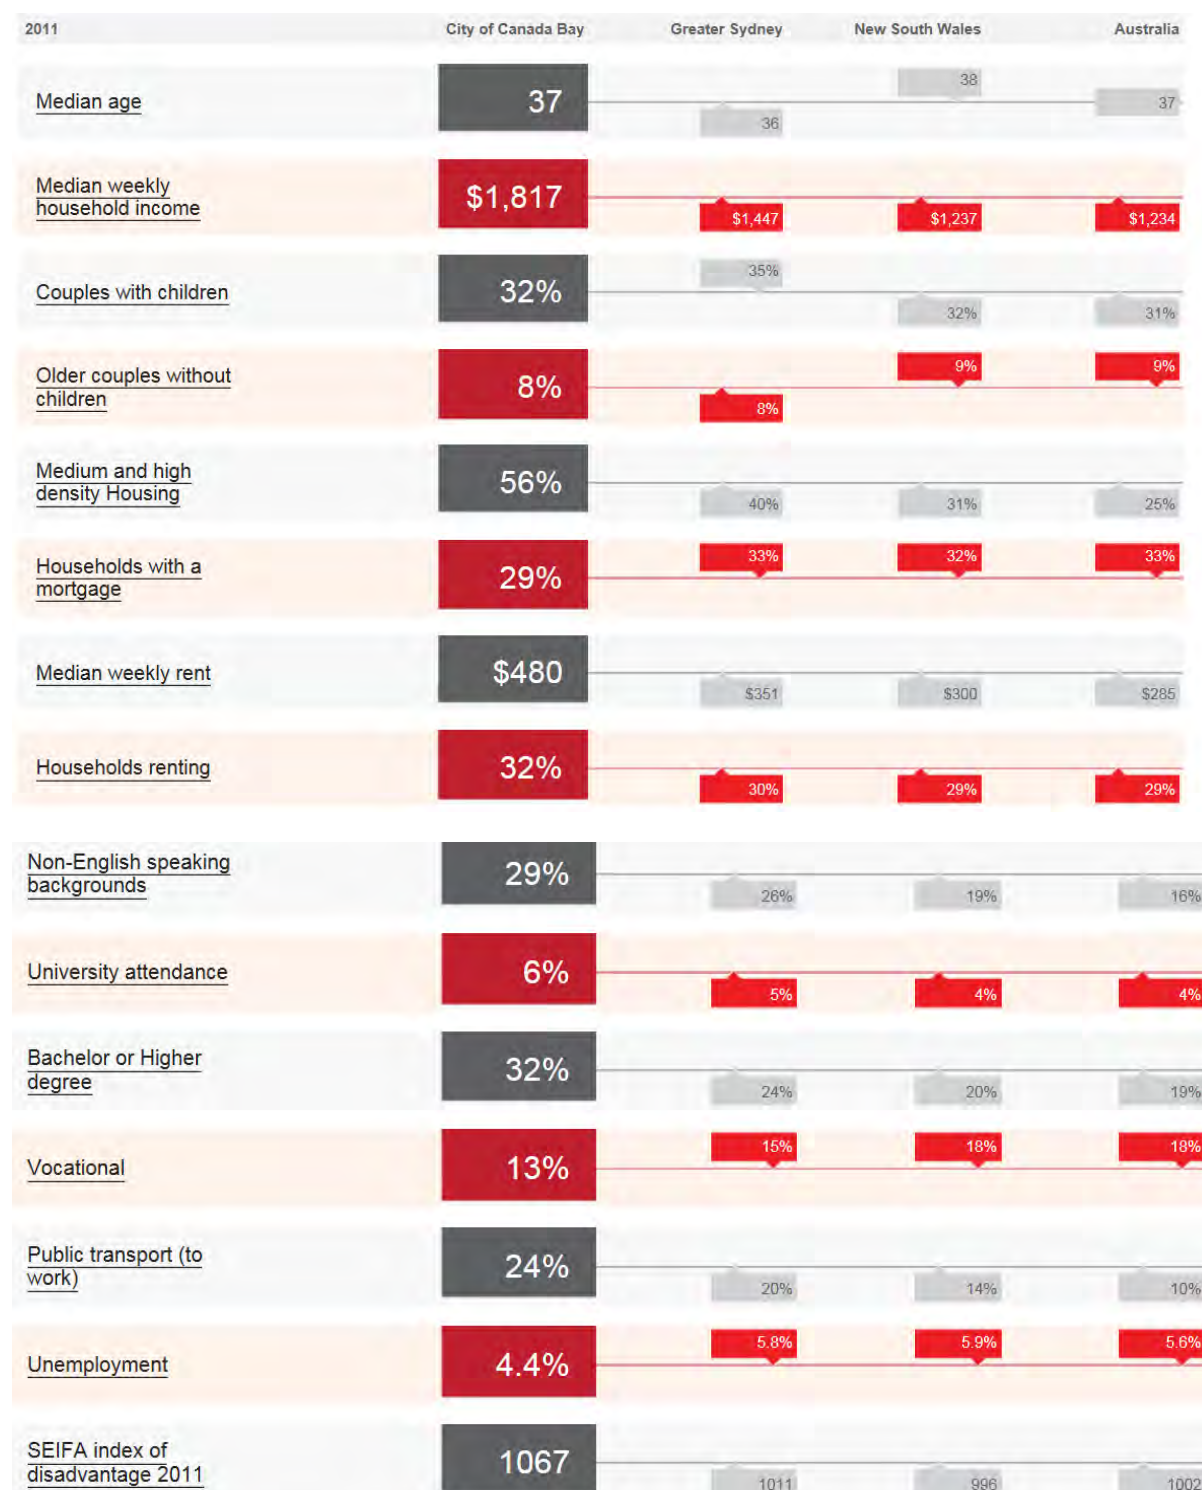 2011 City of Canada Bay Greater Sydney New South Wales Australia
Median age 37 36 38 37
Median weekly
household income $1,817 $1,447 $1,237 $1,234
Couples with children 32% 35% 32% 31%
Older couples without
children 8% 8% 9% 9%
Medium and high
density Housing 56% 40% 31% 25%
Households with a
mortgage 29% 33% 32% 33%
Median weekly rent $480 $351 $300 $285
Households renting 32% 30% 29% 29%
Non-English speaking
backgrounds 29% 26% 19% 16%
University attendance 6% 5% 4% 4%
Bachelor or Higher
degree 32% 24% 20% 19%
Vocational 13% 15% 18% 18%
Public transport (to
work) 24% 20% 14% 10%
Unemployment 4.4% 5.8% 5.9% 5.6%
SEIFA index of
disadvantage 2011 1067 1011 996 1002